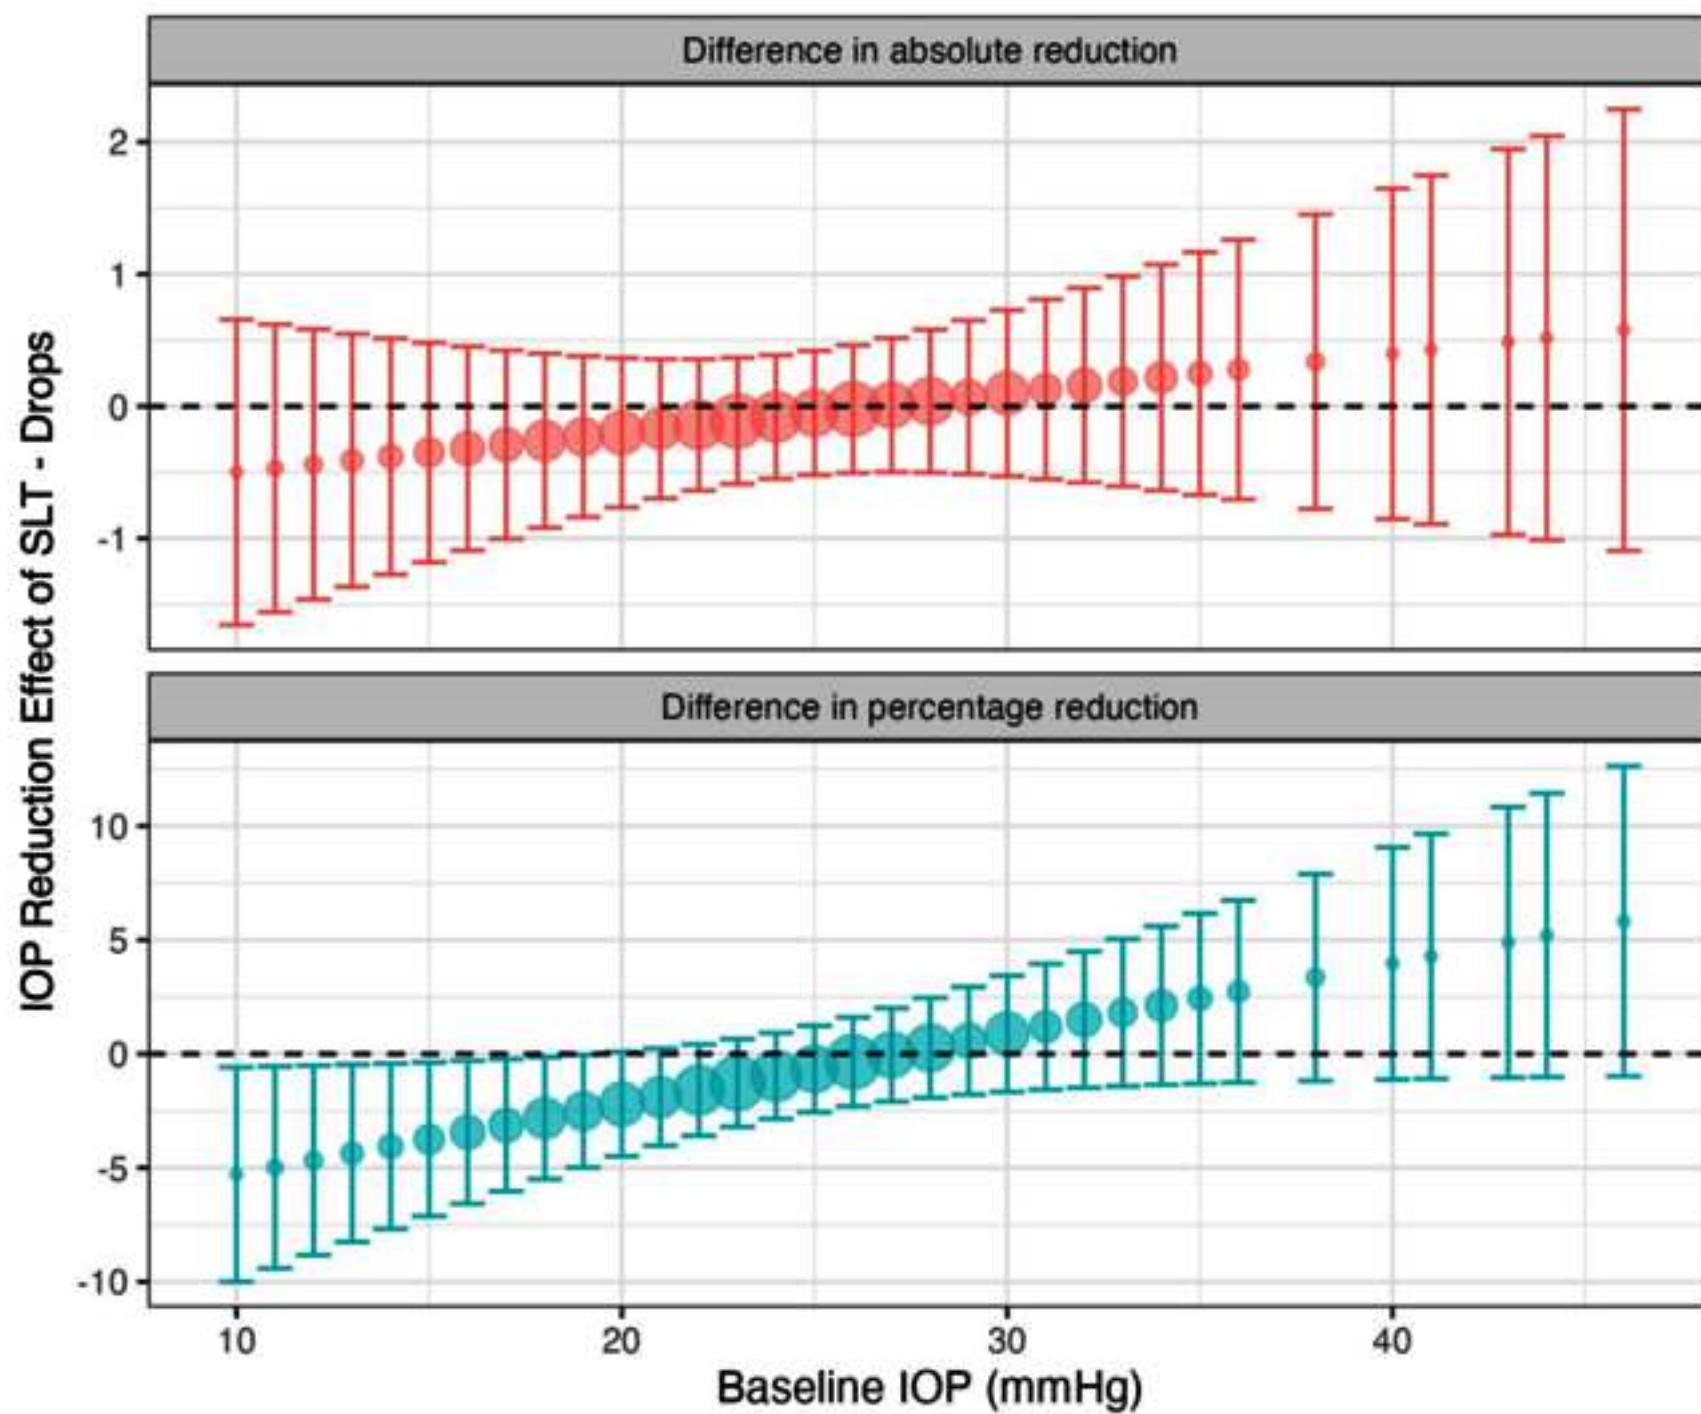 Difference in absolute reduction
2
1
0
-1
IOP Reduction Effect of SLT - Drops
Difference in percentage reduction
10
5
0
-5
-10
10 20 30 40
Baseline IOP (mmHg)